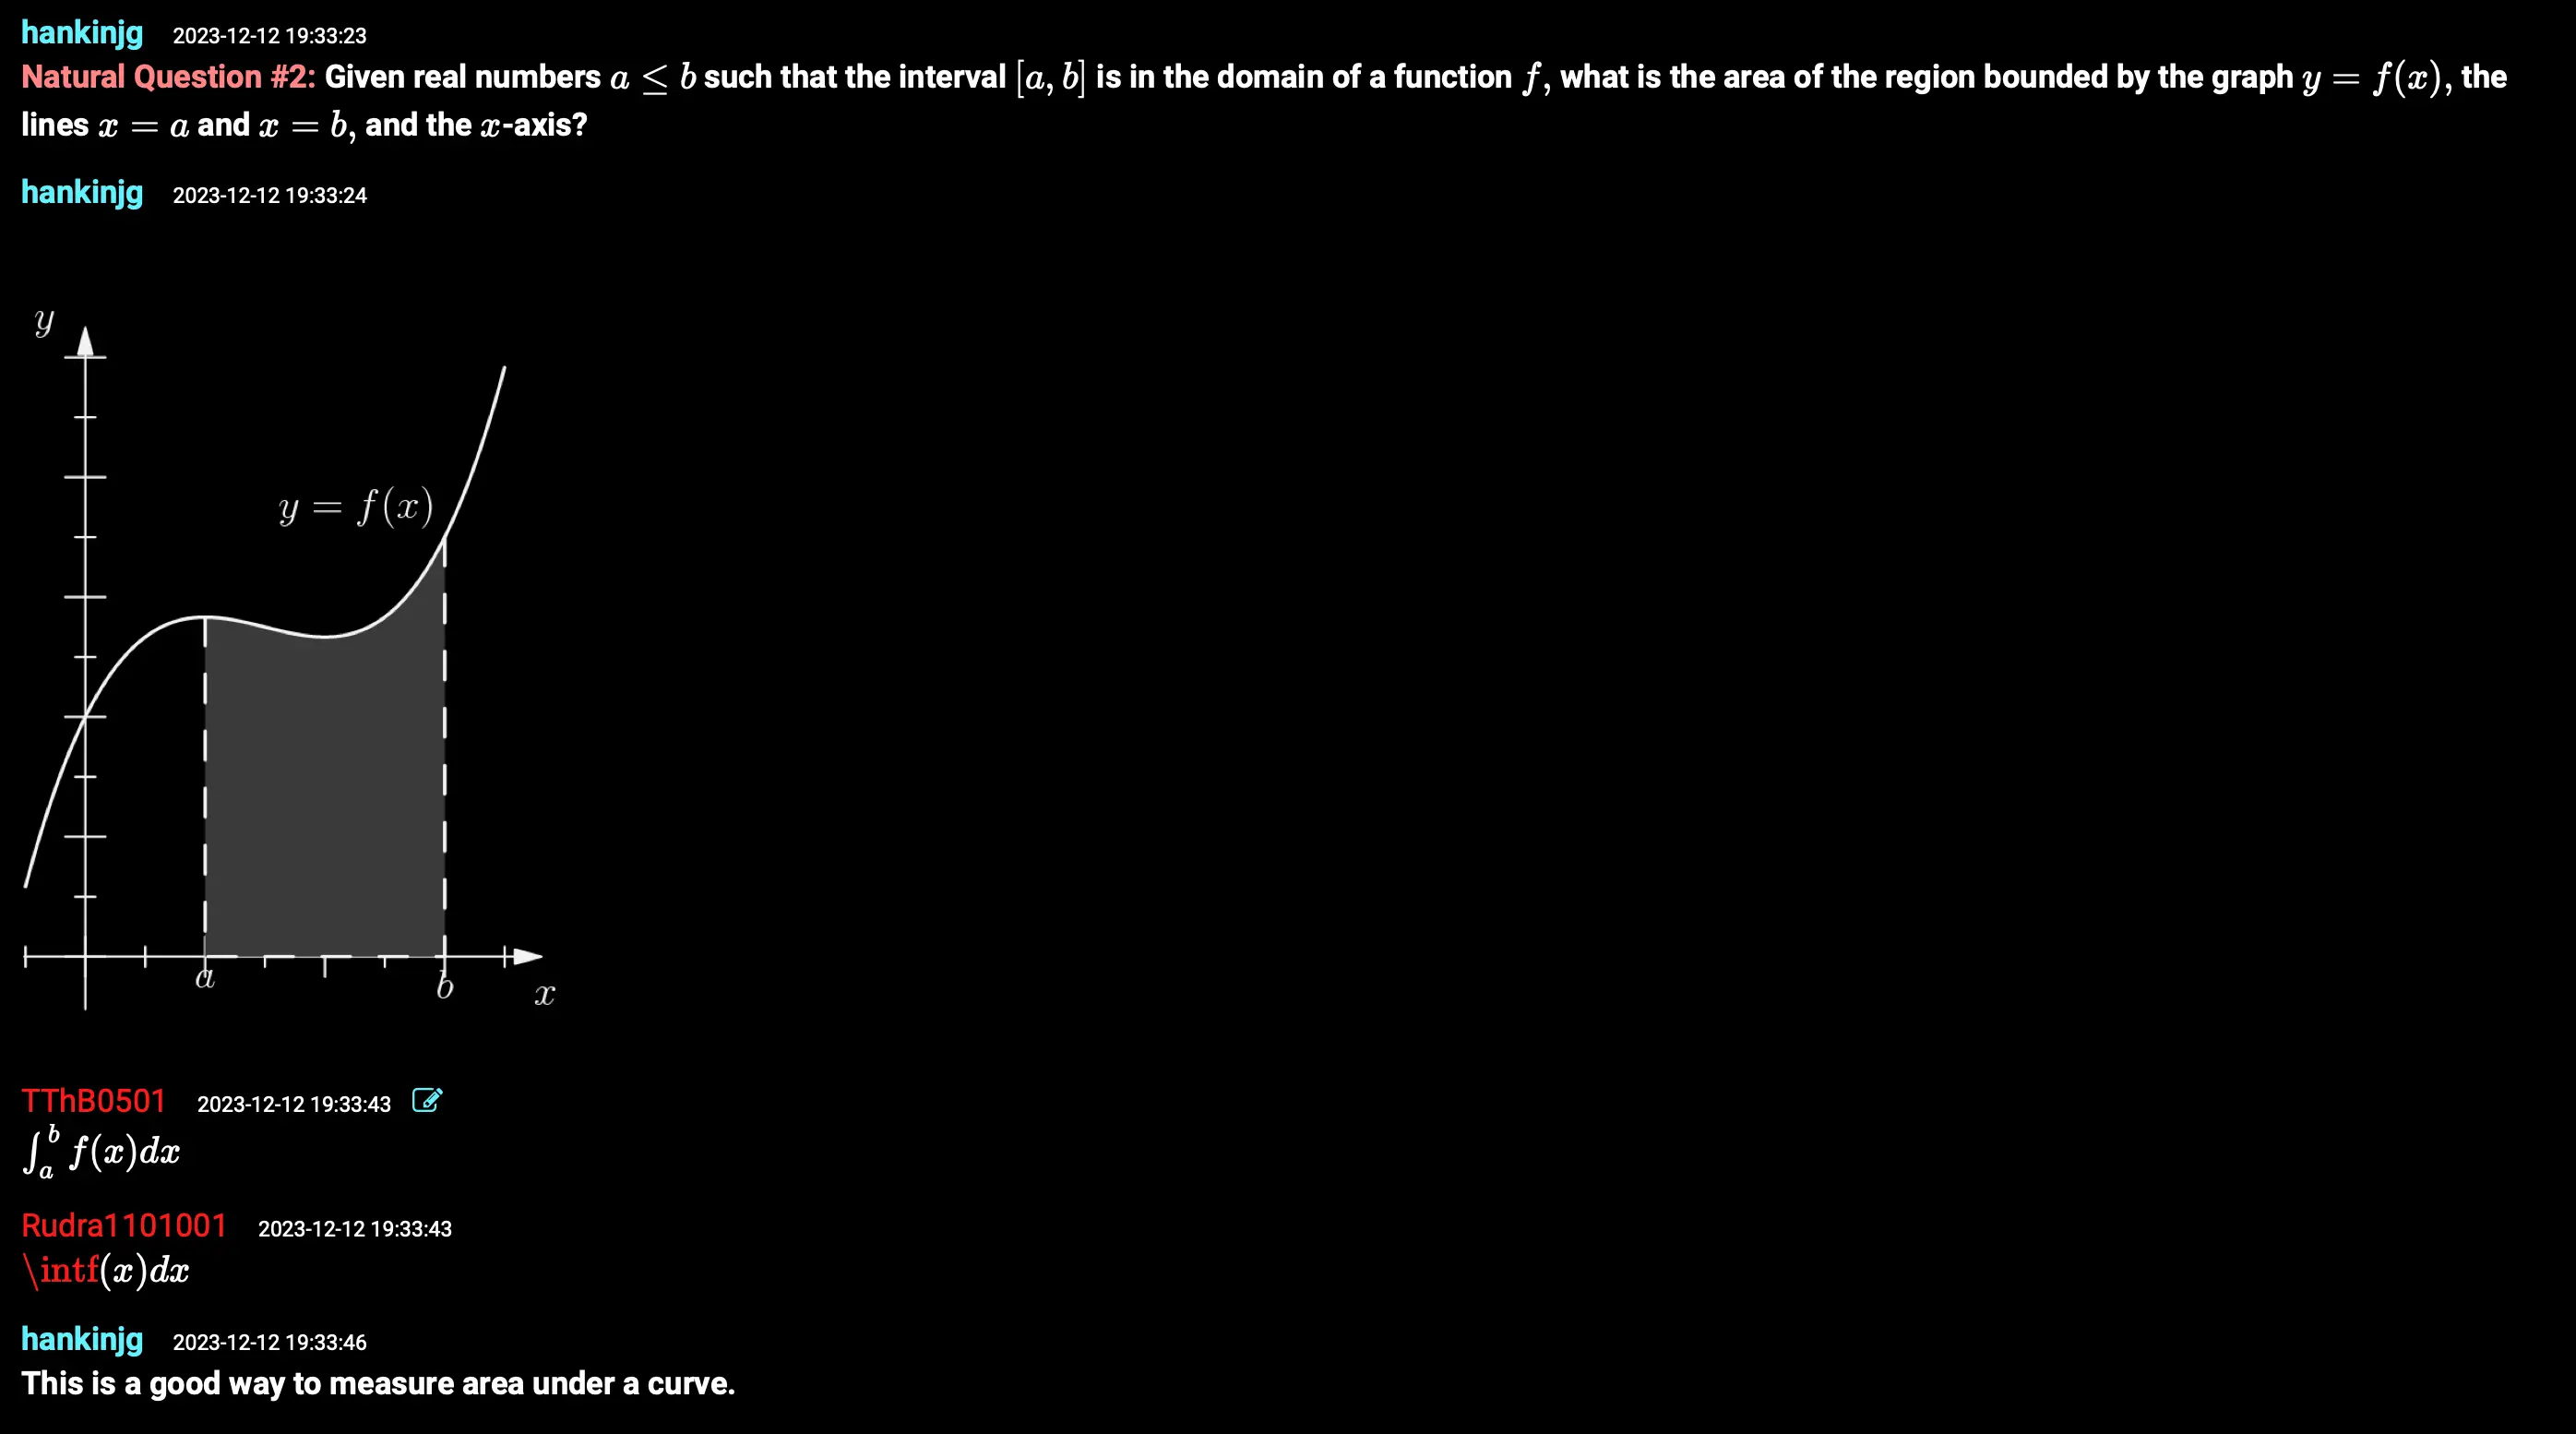 hankinjg 2023-12-12 19:33:23
Natural Question #2: Given real numbers a ≤ b such that the interval [a, b] is in the domain of a function f, what is the area of the region bounded by the graph y = f(x), the
lines x = a and x = b, and the x-axis?
hankinjg 2023-12-12 19:33:24
y
y = f(x)
a
b
x
TThB0501 2023-12-12 19:33:43
∫_a^b f(x)dx
Rudra1101001 2023-12-12 19:33:43
\intf(x)dx
hankinjg 2023-12-12 19:33:46
This is a good way to measure area under a curve.